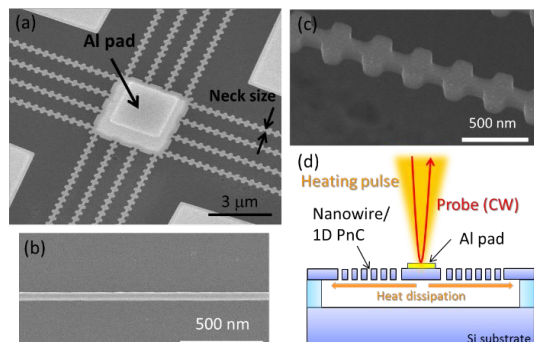 (a)
Al pad
Neck size
3 μm
(b)
500 nm
(c)
500 nm
(d)
Heating pulse
Probe (CW)
Nanowire/
1D PnC
Al pad
Heat dissipation
Si substrate